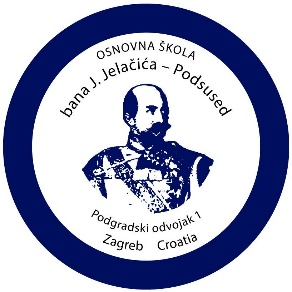 OSNOVNA ŠKOLA
bana J. Jelačića – Podsused
Podgradski odvojak 1
Zagreb Croatia